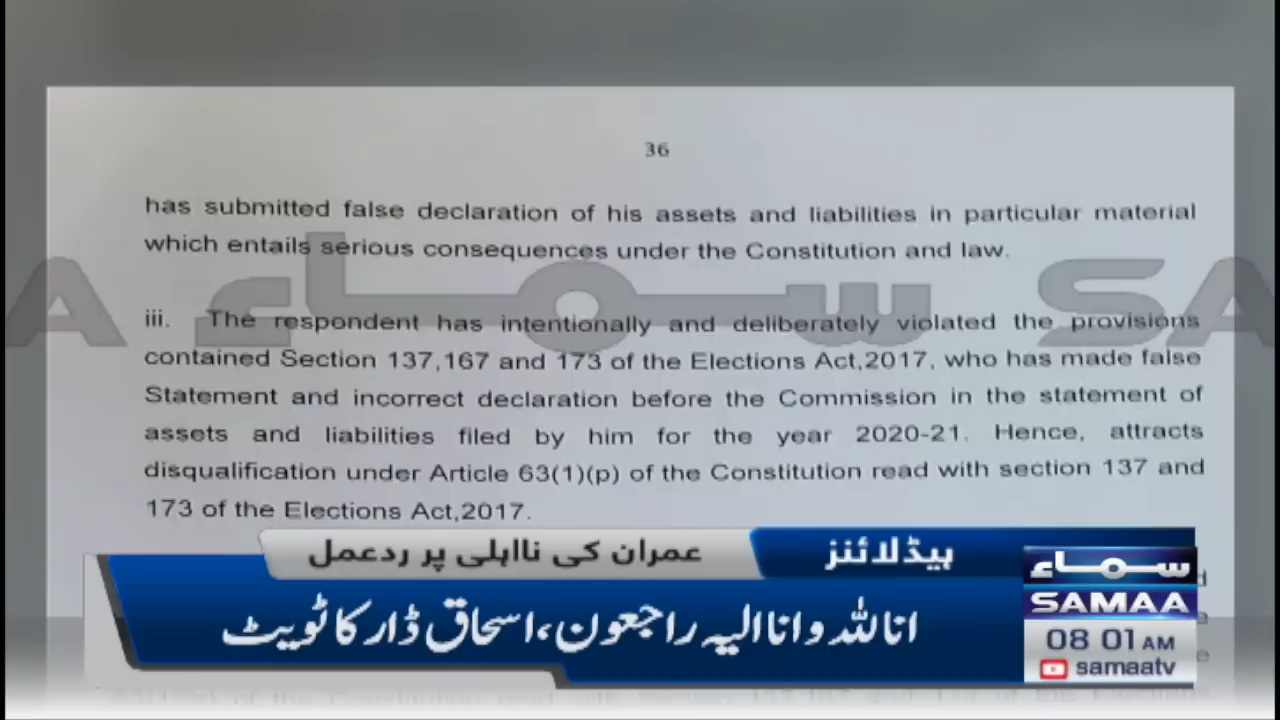 36
has submitted false declaration of his assets and liabilities in particular material
which entails serious consequences under the Constitution and law.
iii. The respondent has intentionally and deliberately violated the provisions
contained Section 137,167 and 173 of the Elections Act,2017, who has made false
Statement and incorrect declaration before the Commission in the statement of
assets and liabilities filed by him for the year 2020-21. Hence, attracts
disqualification under Article 63(1)(p) of the Constitution read with section 137 and
173 of the Elections Act,2017.
سماء
ہیڈلائنز
عمران کی نااہلی پر ردعمل
انا للہ وانا الیہ راجعون، اسحاق ڈار کا ٹویٹ
سماء
SAMAA
08 01 AM
samaatv